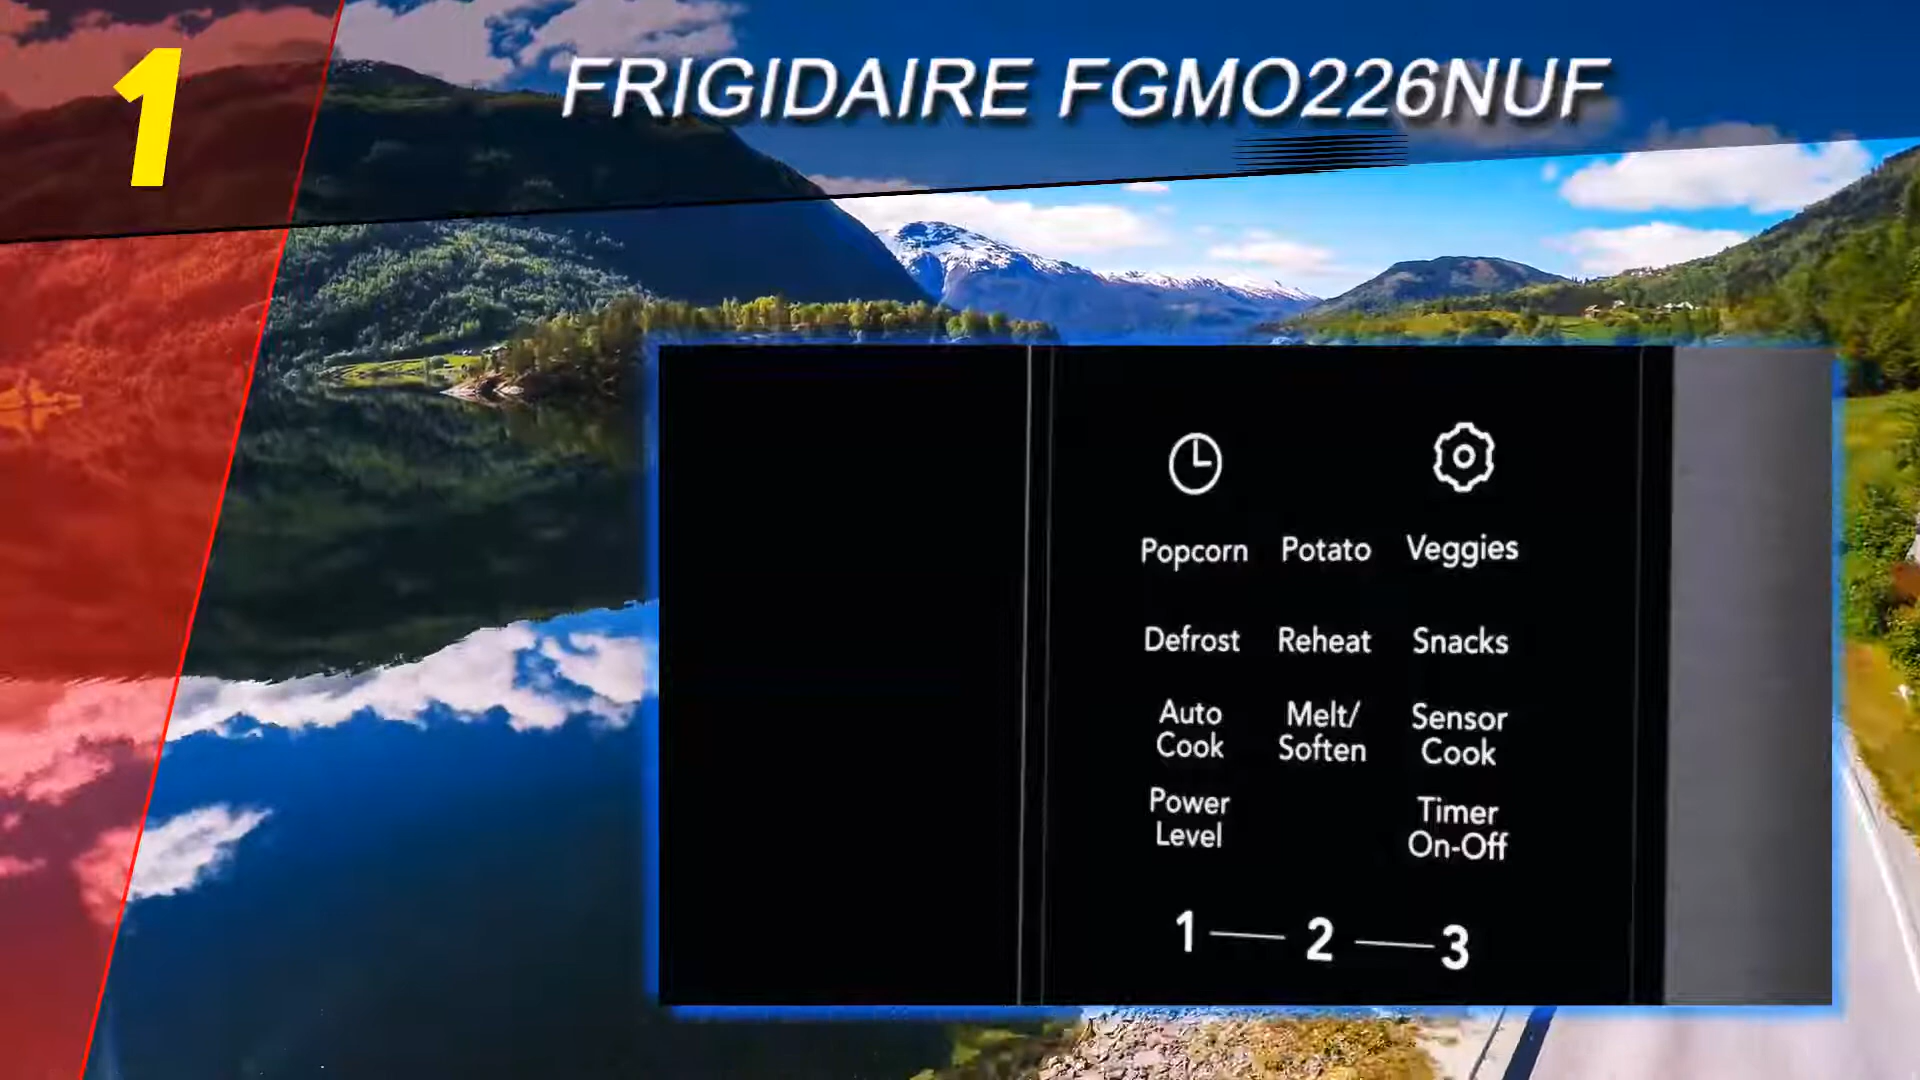 1
FRIGIDAIRE FGMO226NUF
Popcorn Potato Veggies
Defrost Reheat Snacks
Auto Cook Melt/ Soften Sensor Cook
Power Level Timer On-Off
1 — 2 — 3